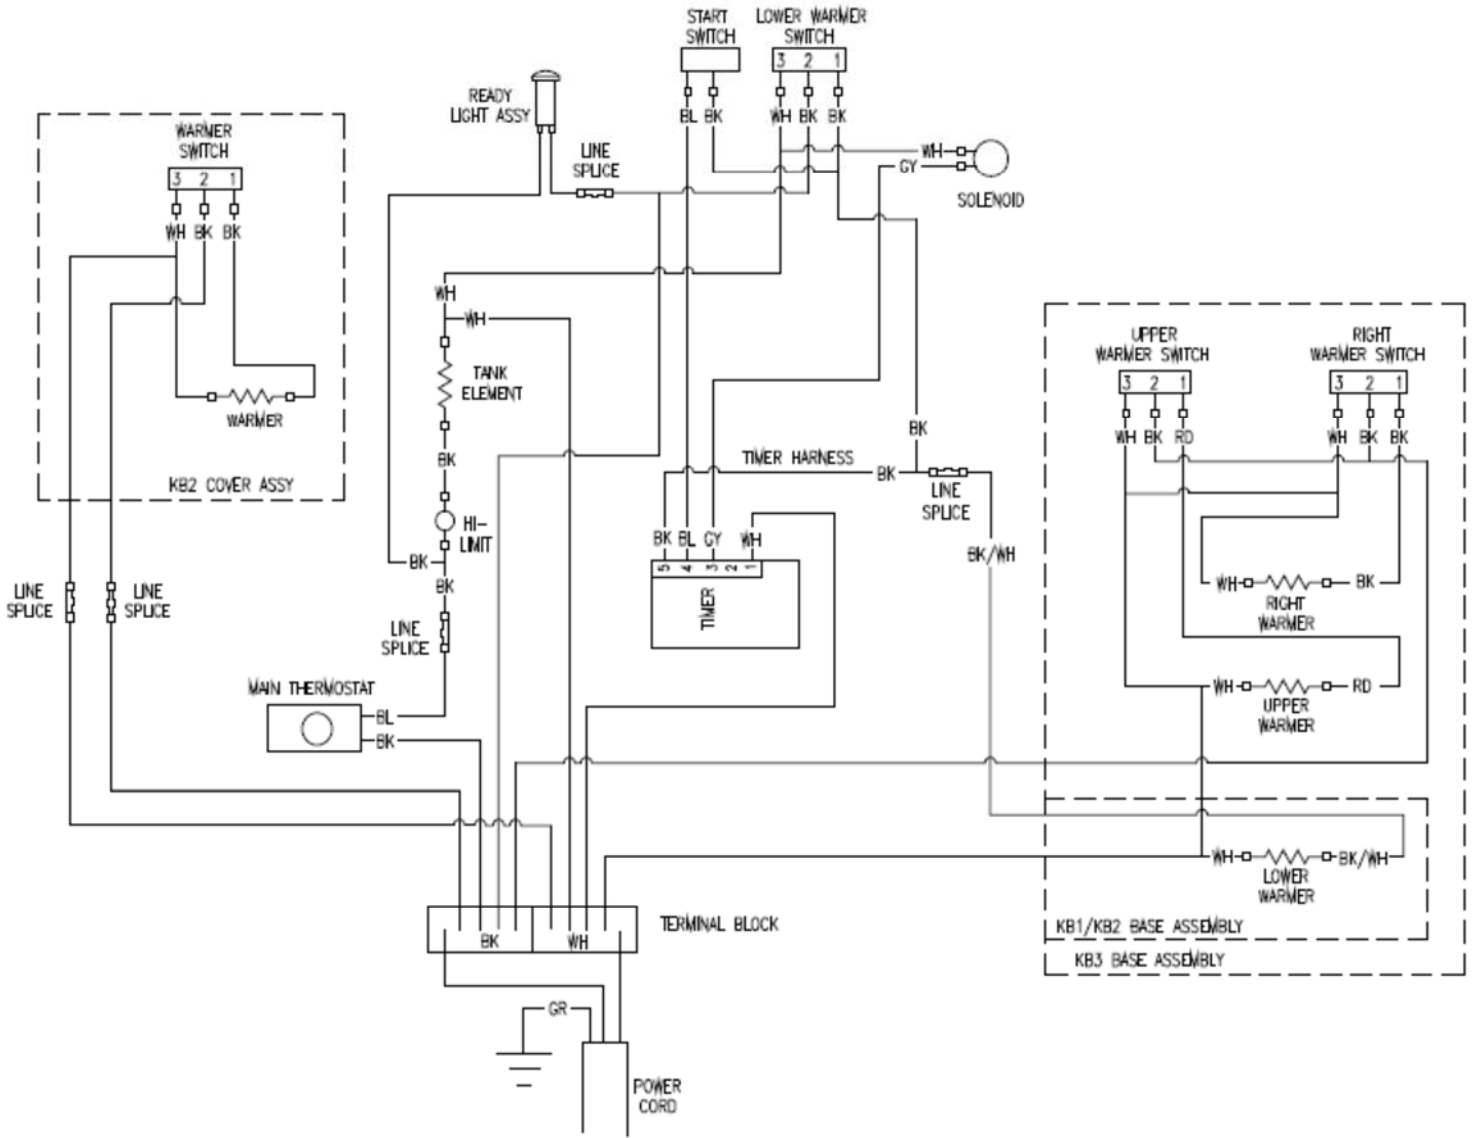 START
SWITCH
LOWER WARMER
SWITCH
3 2 1
BL BK
WH BK BK
READY
LIGHT ASSY
LINE
SPLICE
WH
GY
SOLENOID
WARMER
SWITCH
3 2 1
WH BK BK
WARMER
KB2 COVER ASSY
WH
WH
TANK
ELEMENT
BK
HI-
LIMIT
BK
BK
LINE
SPLICE
LINE
SPLICE
LINE
SPLICE
MAIN THERMOSTAT
BL
BK
BK
TIMER HARNESS
BK
LINE
SPLICE
BK/WH
BK BL GY WH
5 4 3 2 1
TIMER
UPPER
WARMER SWITCH
3 2 1
WH BK RD
RIGHT
WARMER SWITCH
3 2 1
WH BK BK
WH
BK
RIGHT
WARMER
WH
RD
UPPER
WARMER
WH
BK/WH
LOWER
WARMER
KB1/KB2 BASE ASSEMBLY
KB3 BASE ASSEMBLY
BK
WH
TERMINAL BLOCK
GR
POWER
CORD